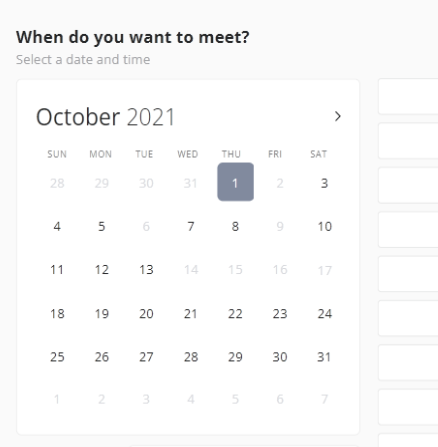 When do you want to meet?
Select a date and time
October 2021 >
SUN MON TUE WED THU FRI SAT
28 29 30 31 1 2 3
4 5 6 7 8 9 10
11 12 13 14 15 16 17
18 19 20 21 22 23 24
25 26 27 28 29 30 31
1 2 3 4 5 6 7